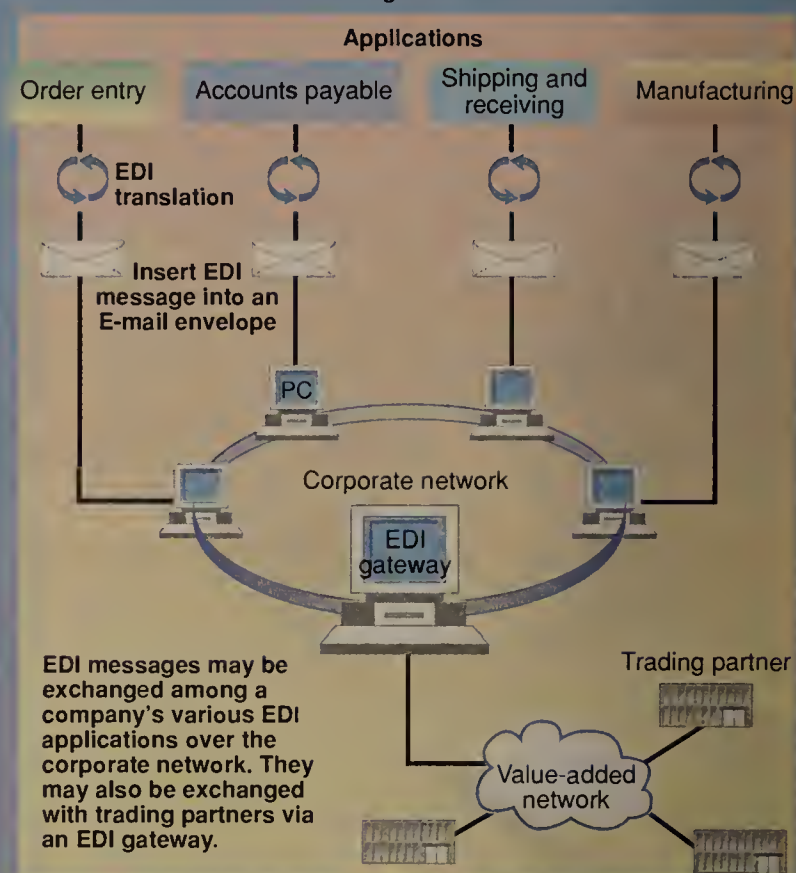 Applications
Order entry
Accounts payable
Shipping and
receiving
Manufacturing
EDI
translation
Insert EDI
message into an
E-mail envelope
PC
Corporate network
EDI
gateway
EDI messages may be
exchanged among a
company's various EDI
applications over the
corporate network. They
may also be exchanged
with trading partners via
an EDI gateway.
Trading partner
Value-added
network